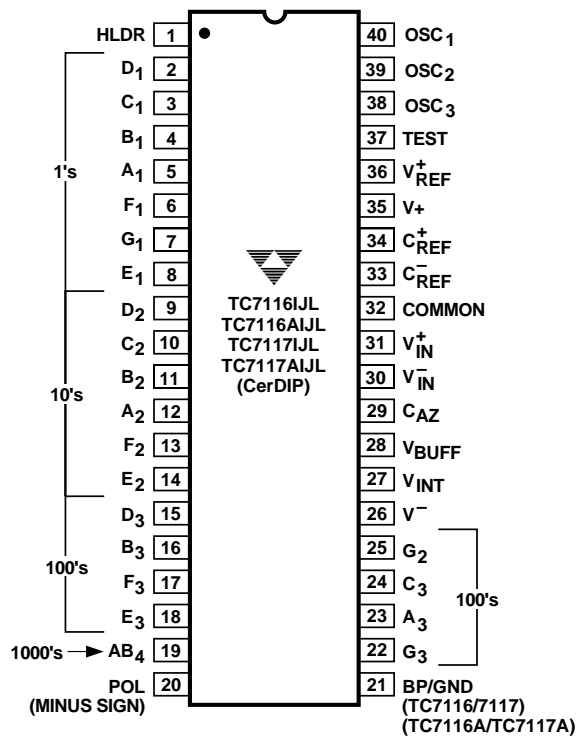 HLDR 1 40 OSC1
D1 2 39 OSC2
C1 3 38 OSC3
B1 4 37 TEST
1's A1 5 36 V+REF
F1 6 35 V+
G1 7 34 C+REF
E1 8 33 C−REF
D2 9 TC7116IJL 32 COMMON
TC7116AIJL
C2 10 TC7117IJL 31 V+IN
B2 11 TC7117AIJL 30 V−IN
(CerDIP)
10's A2 12 29 CAZ
F2 13 28 VBUFF
E2 14 27 VINT
D3 15 26 V−
B3 16 25 G2
100's F3 17 24 C3 100's
E3 18 23 A3
1000's AB4 19 22 G3
POL 20 21 BP/GND
(MINUS SIGN) (TC7116/7117)
(TC7116A/TC7117A)